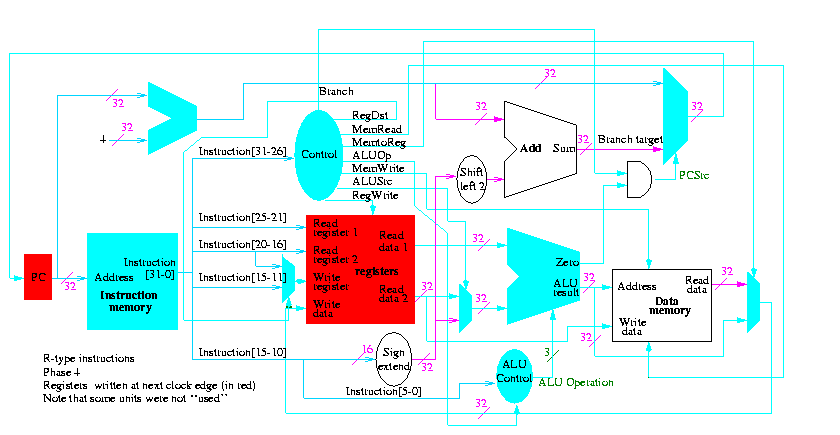 32
32
32
Branch
32
32
4
32
RegDst
MemRead
MemtoReg
ALUOp
MemWrite
ALUSrc
RegWrite
Control
Add Sum
32
Branch target
Instruction[31-26]
Shift
left 2
PCSrc
Instruction[25-21]
Read
register 1
Read
data 1
32
Instruction[20-16]
Read
register 2
Zero
Instruction
[31-0]
PC
32
Address
Instruction
memory
Instruction[15-11]
Write
register
registers
Read
data 2
32
32
ALU
result
32
Address
Read
data
32
Data
memory
Write
data
Write
data
32
Instruction[15-10]
16
Sign
extend
32
3
ALU
Control
ALU Operation
Instruction[5-0]
32
R-type instructions
Phase 4
Registers written at next clock edge (in red)
Note that some units were not “used”